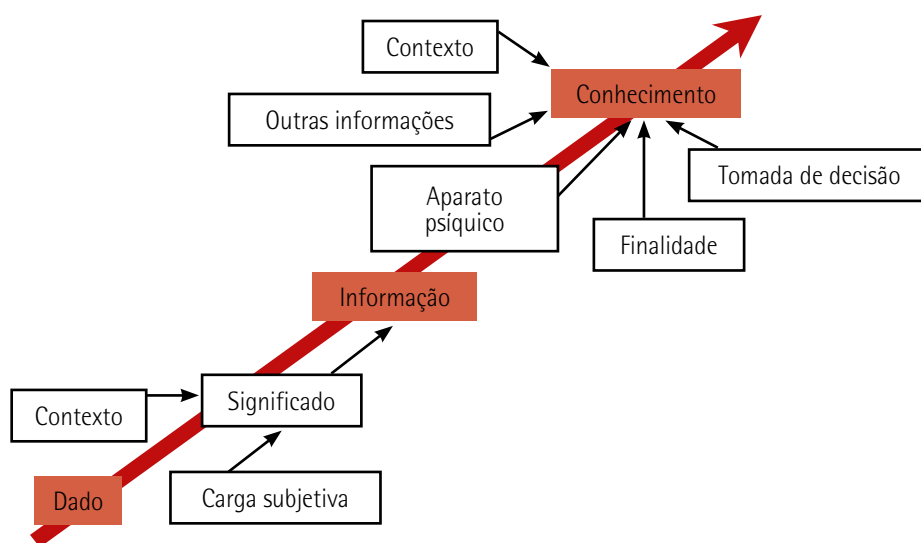 Contexto
Conhecimento
Outras informações
Tomada de decisão
Aparato
psíquico
Finalidade
Informação
Significado
Contexto
Carga subjetiva
Dado